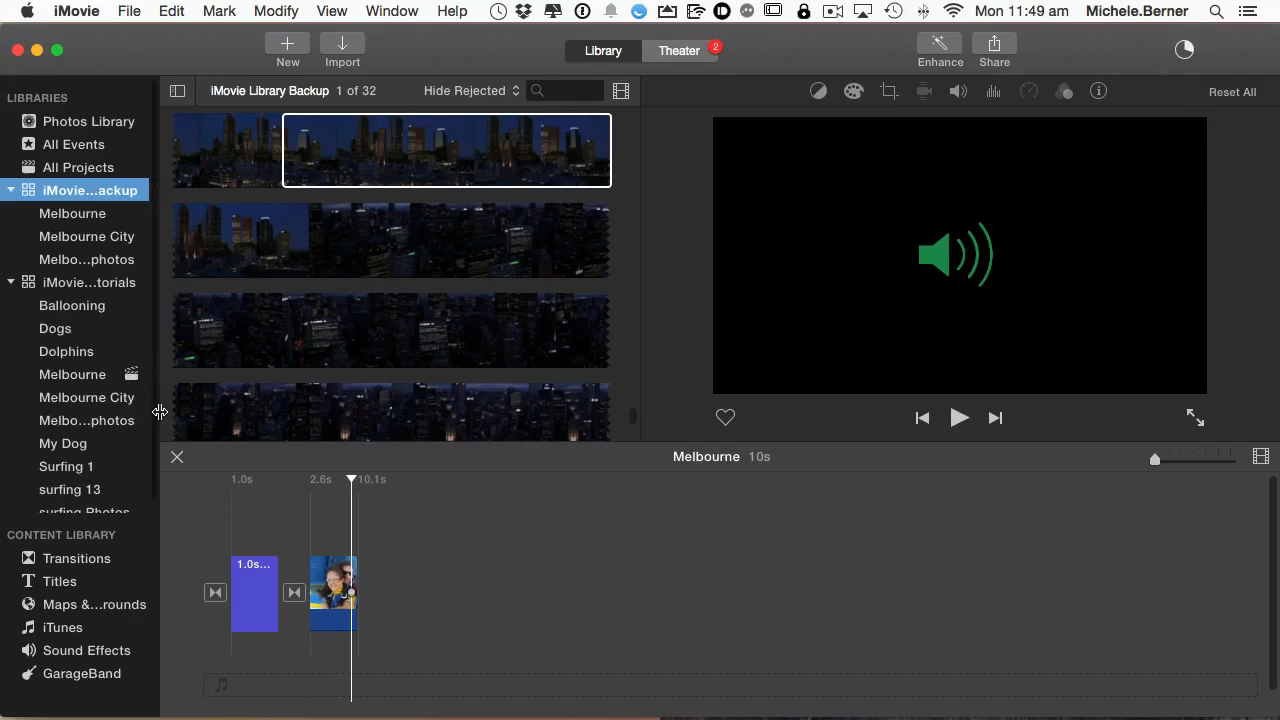 iMovie File Edit Mark Modify View Window Help Mon 11:49 am Michele.Berner
New Import Library Theater 2 Enhance Share
LIBRARIES
Photos Library
All Events
All Projects
iMovie...ackup
Melbourne
Melbourne City
Melbo...photos
iMovie...torials
Ballooning
Dogs
Dolphins
Melbourne
Melbourne City
Melbo...photos
My Dog
Surfing 1
surfing 13
surfing Photos
CONTENT LIBRARY
Transitions
Titles
Maps &...rounds
iTunes
Sound Effects
GarageBand
iMovie Library Backup 1 of 32 Hide Rejected
Reset All
Melbourne 10s
1.0s 2.6s 10.1s
1.0s...